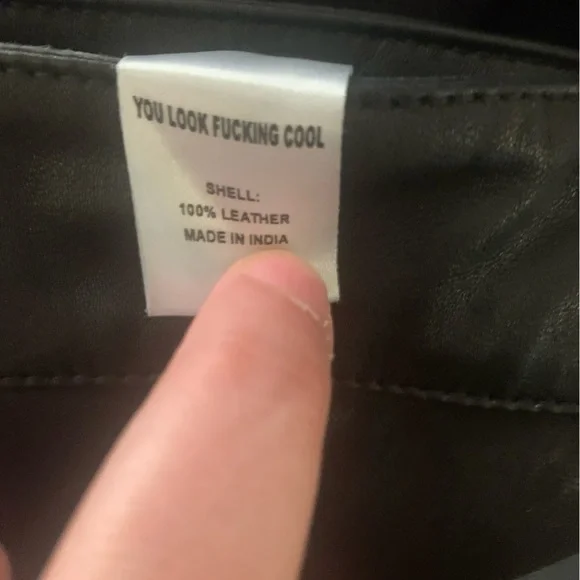 YOU LOOK FUCKING COOL
SHELL:
100% LEATHER
MADE IN INDIA